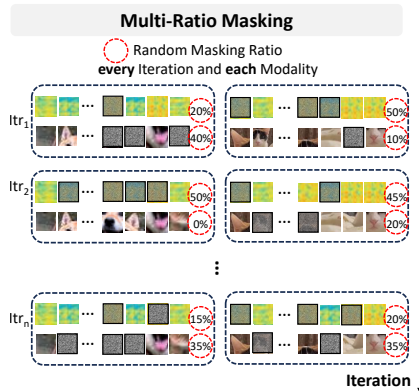 Multi-Ratio Masking
Random Masking Ratio
every Iteration and each Modality
Itr1
20%
40%
50%
10%
Itr2
50%
0%
45%
20%
Itrn
15%
35%
20%
35%
Iteration